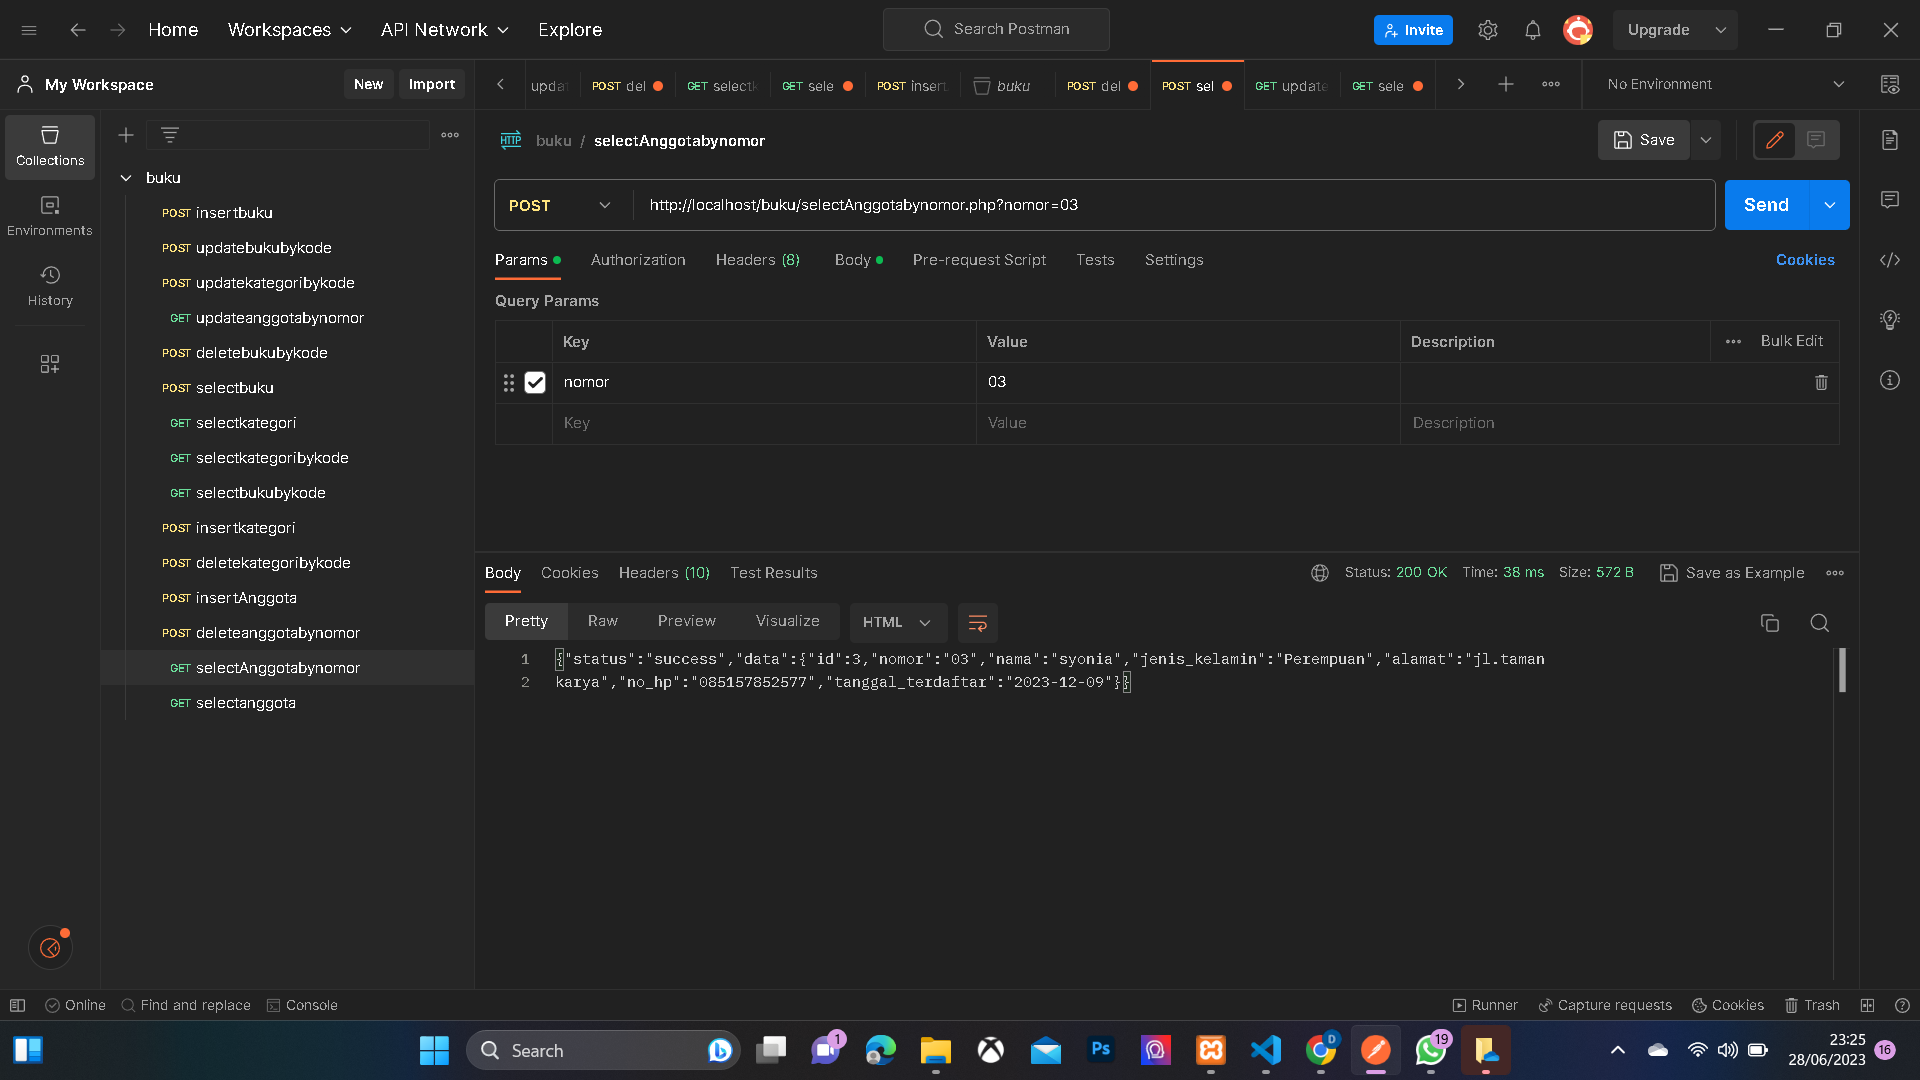 Home Workspaces API Network Explore Search Postman Invite Upgrade
My Workspace New Import updat POST del GET selectk GET sele POST insert buku POST del POST sel GET update GET sele No Environment
Collections
Environments
History
buku
POST insertbuku
POST updatebukubykode
POST updatekategoribykode
GET updateanggotabynomor
POST deletebukubykode
POST selectbuku
GET selectkategori
GET selectkategoribykode
GET selectbukubykode
POST insertkategori
POST deletekategoribykode
POST insertAnggota
POST deleteanggotabynomor
GET selectAnggotabynomor
GET selectanggota
HTTP buku / selectAnggotabynomor Save
POST http://localhost/buku/selectAnggotabynomor.php?nomor=03 Send
Params Authorization Headers (8) Body Pre-request Script Tests Settings Cookies
Query Params
Key Value Description Bulk Edit
nomor 03
Key Value Description
Body Cookies Headers (10) Test Results Status: 200 OK Time: 38 ms Size: 572 B Save as Example
Pretty Raw Preview Visualize HTML
1 {"status":"success","data":{"id":3,"nomor":"03","nama":"syonia","jenis_kelamin":"Perempuan","alamat":"jl.taman
2 karya","no_hp":"085157852577","tanggal_terdaftar":"2023-12-09"}}
Online Find and replace Console Runner Capture requests Cookies Trash
Search 1 Ps D 19 23:25
28/06/2023 16